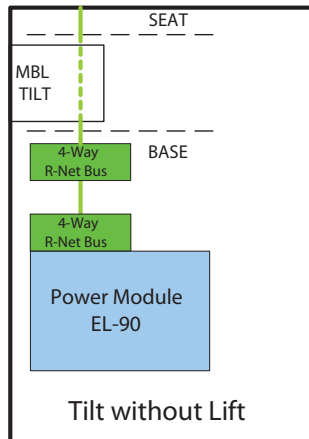 SEAT
MBL
TILT
BASE
4-Way
R-Net Bus
4-Way
R-Net Bus
Power Module
EL-90
Tilt without Lift